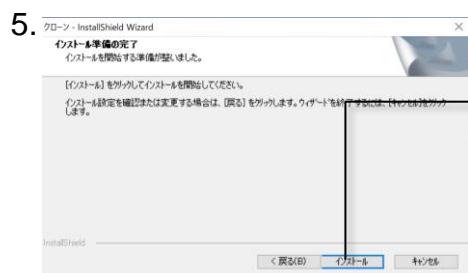 5.
クローン - InstallShield Wizard
インストール準備の完了
インストールを開始する準備が整いました。
[インストール] をクリックしてインストールを開始してください。
インストール設定を確認または変更する場合は、[戻る] をクリックします。ウィザードを終了するには、[キャンセル]をクリック
します。
InstallShield
< 戻る(B) インストール キャンセル